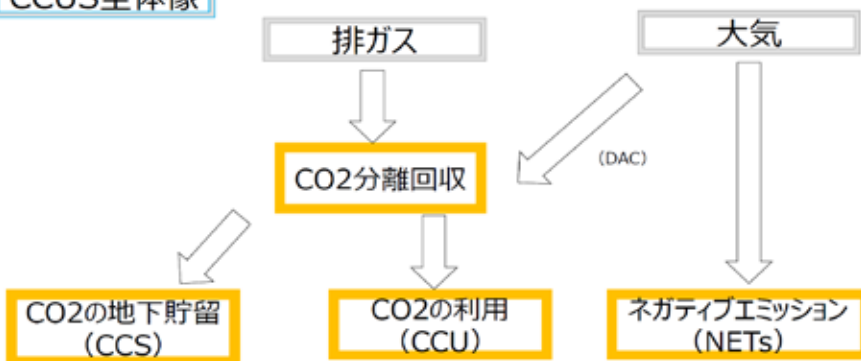 CCUS全体像
排ガス
大気
(DAC)
CO2分離回収
CO2の地下貯留
(CCS)
CO2の利用
(CCU)
ネガティブエミッション
(NETs)